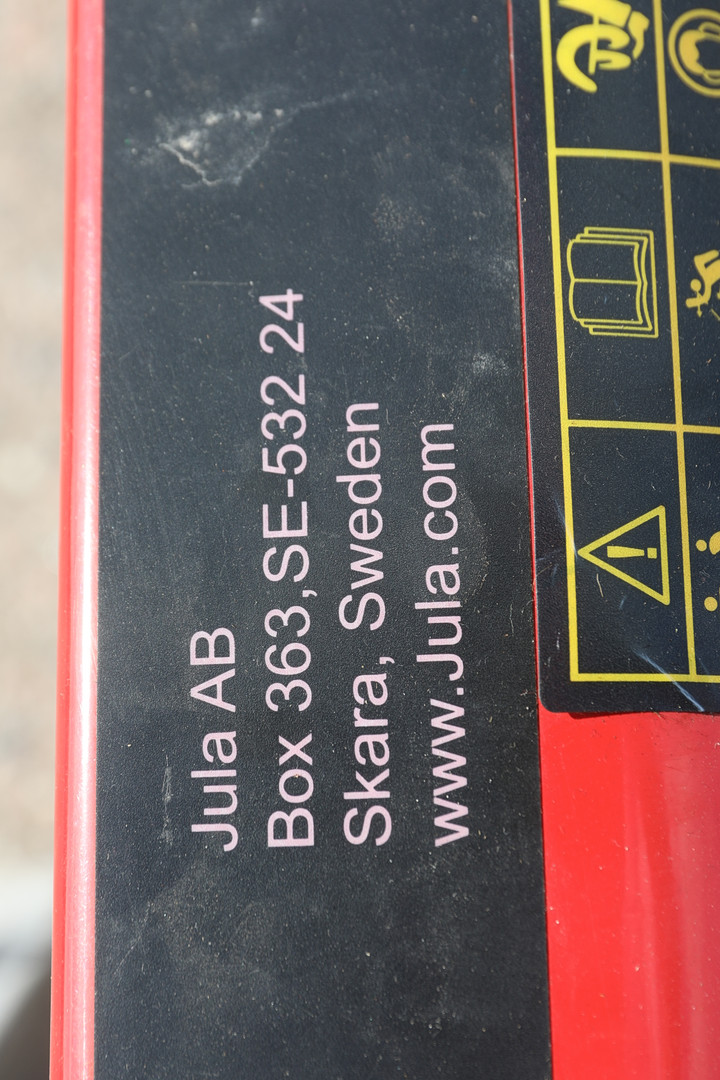 Jula AB
Box 363,SE-532 24
Skara, Sweden
www.Jula.com